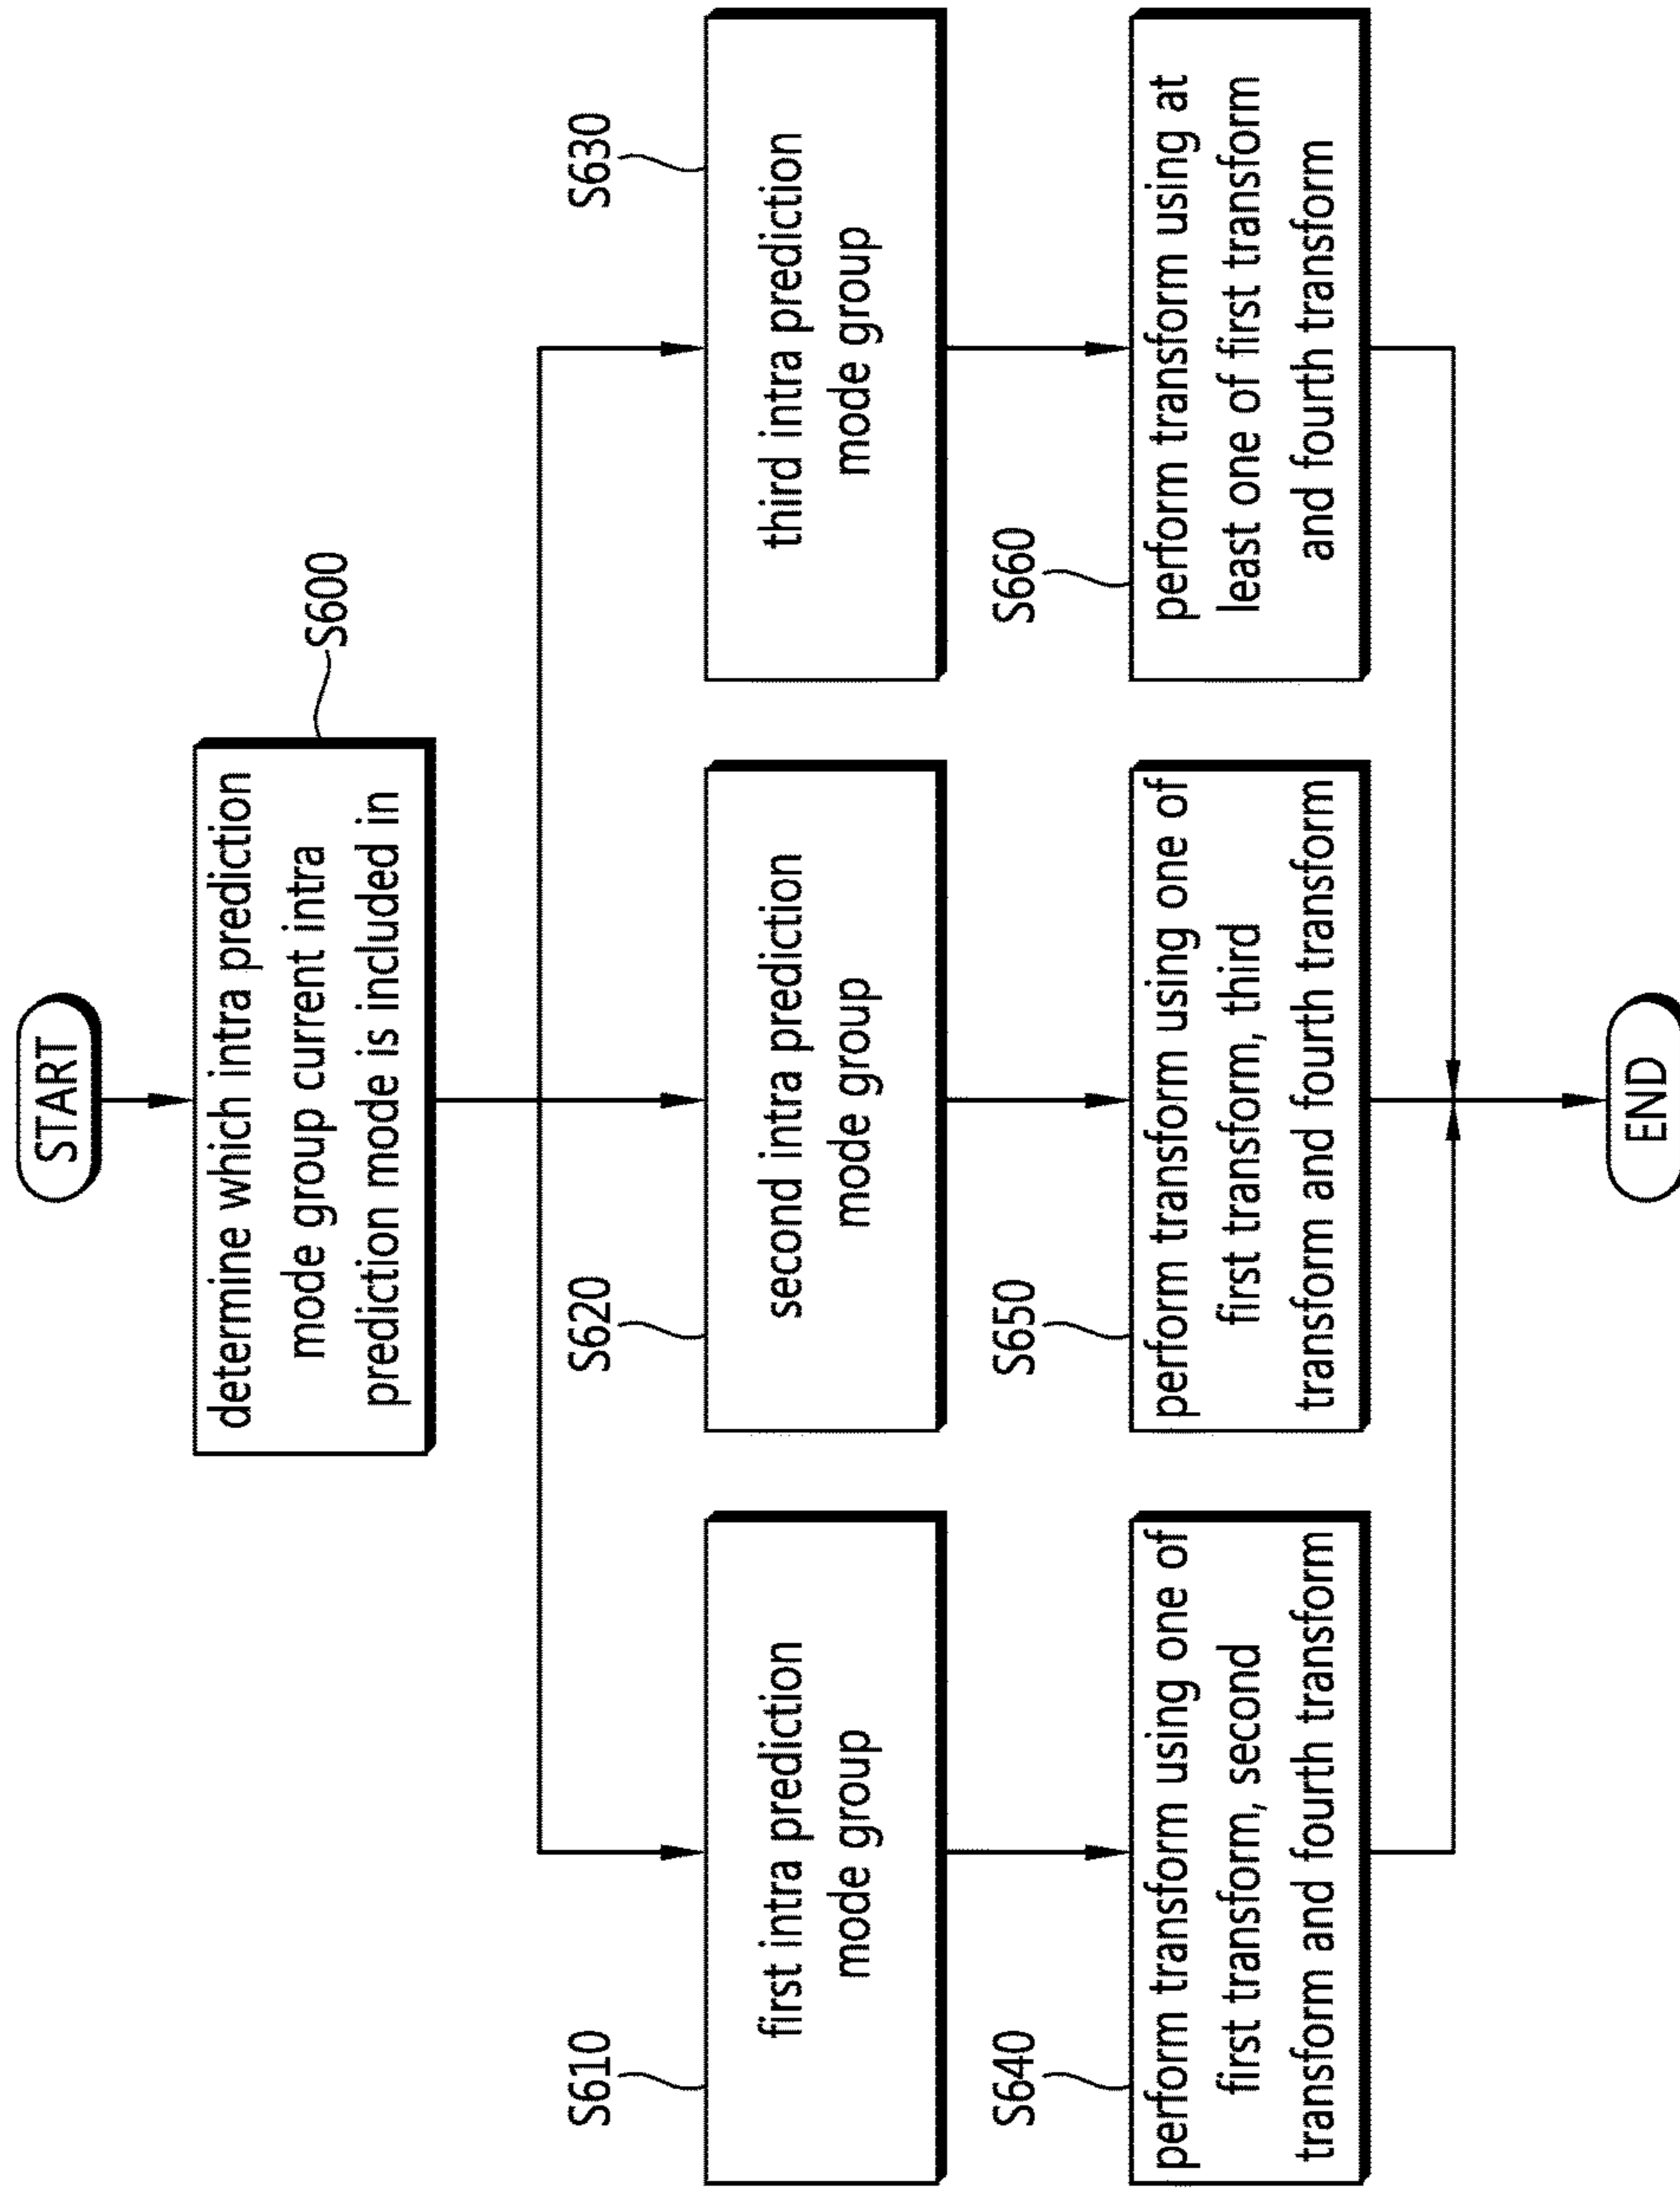 START
S600
determine which intra prediction
mode group current intra
prediction mode is included in
S610
first intra prediction
mode group
S620
second intra prediction
mode group
S630
third intra prediction
mode group
S640
perform transform using one of
first transform, second
transform and fourth transform
S650
perform transform using one of
first transform, third
transform and fourth transform
S660
perform transform using at
least one of first transform
and fourth transform
END